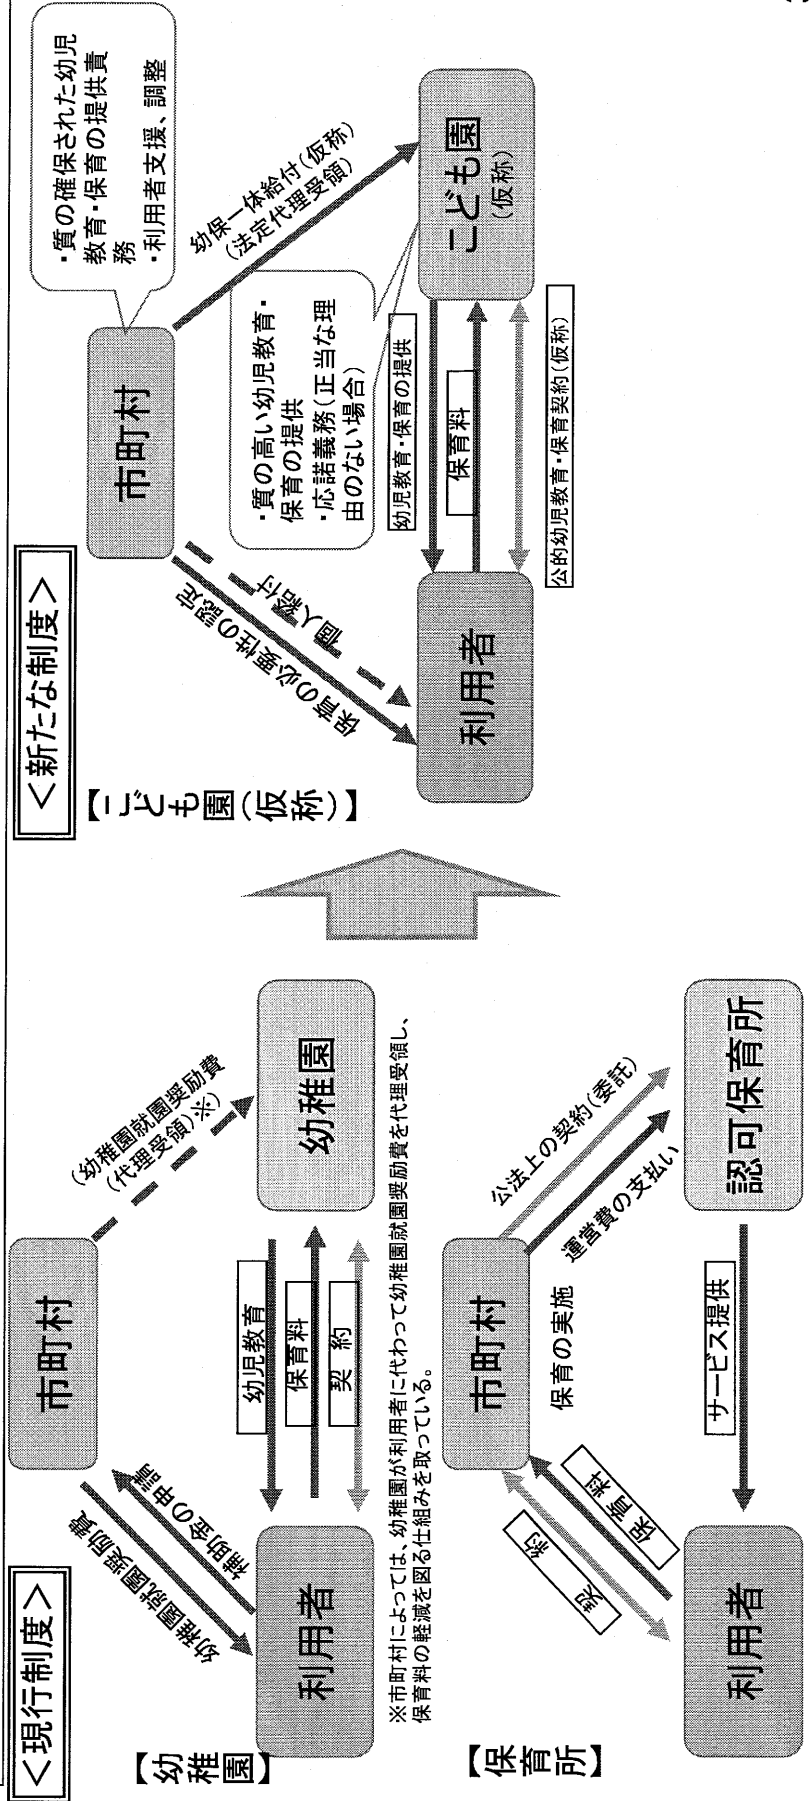 <現行制度>
【幼稚園】
市町村
幼稚園就園奨励費
補助金の申請
(幼稚園就園奨励費
(代理受領)※)
利用者
幼児教育
保育料
契 約
幼稚園
※市町村によっては、幼稚園が利用者に代わって幼稚園就園奨励費を代理受領し、
保育料の軽減を図る仕組みを取っている。
【保育所】
市町村
保育の実施
契 約
保育料
公法上の契約(委託)
運営費の支払い
利用者
サービス提供
認可保育所
<新たな制度>
【こども園(仮称)】
市町村
・質の確保された幼児
教育・保育の提供責
務
・利用者支援、調整
保育の必要性の認定
個人給付
幼保一体給付(仮称)
(法定代理受領)
・質の高い幼児教育・
保育の提供
・応諾義務(正当な理
由のない場合)
利用者
幼児教育・保育の提供
保育料
公的幼児教育・保育契約(仮称)
こども園
(仮称)